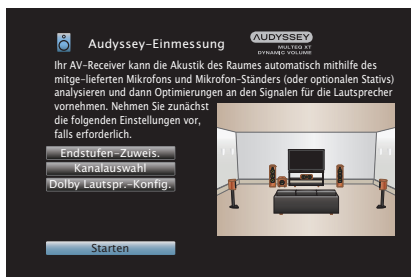 Audyssey-Einmessung
AUDYSSEY
MULTEQ XT
DYNAMIC VOLUME
Ihr AV-Receiver kann die Akustik des Raumes automatisch mithilfe des
mitge-lieferten Mikrofons und Mikrofon-Ständers (oder optionalen Stativs)
analysieren und dann Optimierungen an den Signalen für die Lautsprecher
vornehmen. Nehmen Sie zunächst
die folgenden Einstellungen vor,
falls erforderlich.
Endstufen-Zuweis.
Kanalauswahl
Dolby Lautspr.-Konfig.
Starten